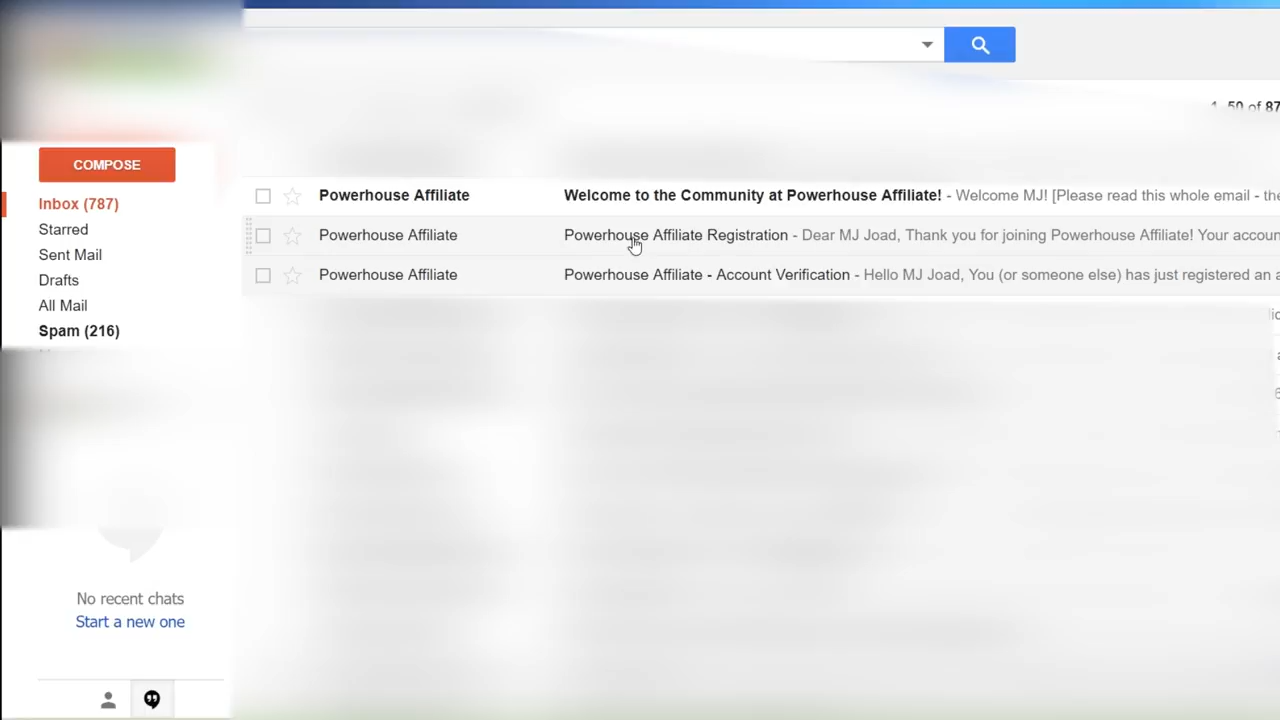 1-50 of 87
COMPOSE
Inbox (787)
Starred
Sent Mail
Drafts
All Mail
Spam (216)
Powerhouse Affiliate Welcome to the Community at Powerhouse Affiliate! - Welcome MJ! [Please read this whole email - the
Powerhouse Affiliate Powerhouse Affiliate Registration - Dear MJ Joad, Thank you for joining Powerhouse Affiliate! Your accoun
Powerhouse Affiliate Powerhouse Affiliate - Account Verification - Hello MJ Joad, You (or someone else) has just registered an a
No recent chats
Start a new one